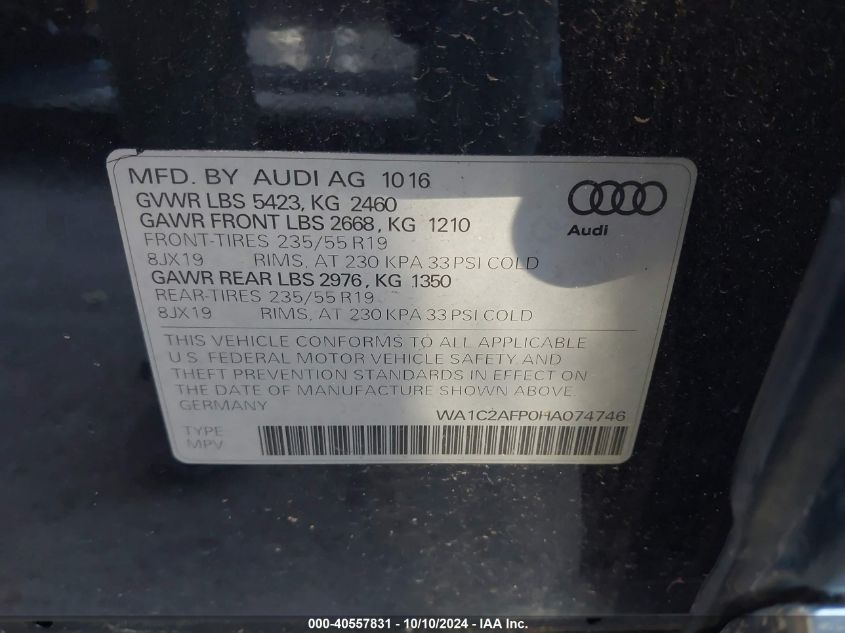 MFD. BY AUDI AG 1016
GVWR LBS 5423, KG 2460
GAWR FRONT LBS 2668, KG 1210
FRONT-TIRES 235/55 R19
8JX19 RIMS, AT 230 KPA 33 PSI COLD
GAWR REAR LBS 2976, KG 1350
REAR-TIRES 235/55 R19
8JX19 RIMS, AT 230 KPA 33 PSI COLD
Audi
THIS VEHICLE CONFORMS TO ALL APPLICABLE
U.S. FEDERAL MOTOR VEHICLE SAFETY AND
THEFT PREVENTION STANDARDS IN EFFECT ON
THE DATE OF MANUFACTURE SHOWN ABOVE.
GERMANY
WA1C2AFP0HA074746
TYPE
MPV
000-40557831 - 10/10/2024 - IAA Inc.